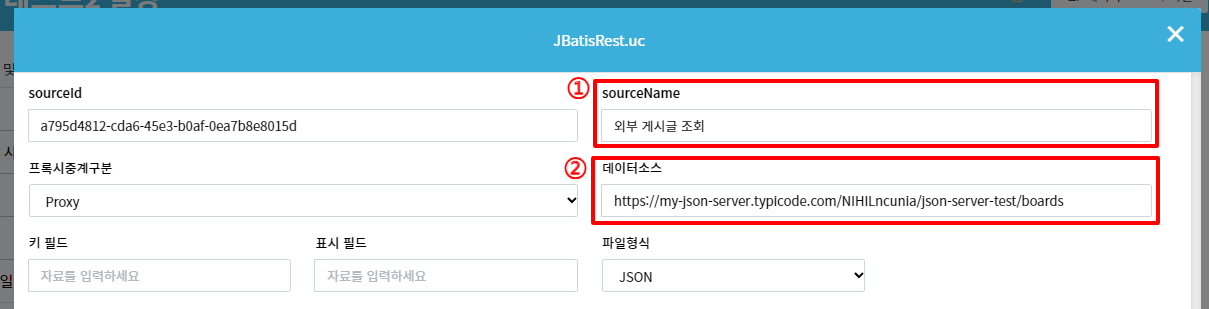 JBatisRest.uc
및
sourceId
① sourceName
a795d4812-cda6-45e3-b0af-0ea7b8e8015d
외부 게시글 조회
사
프록시중계구분
② 데이터소스
Proxy
https://my-json-server.typicode.com/NIHILncunia/json-server-test/boards
키 필드
표시 필드
파일형식
일
자료를 입력하세요
자료를 입력하세요
JSON